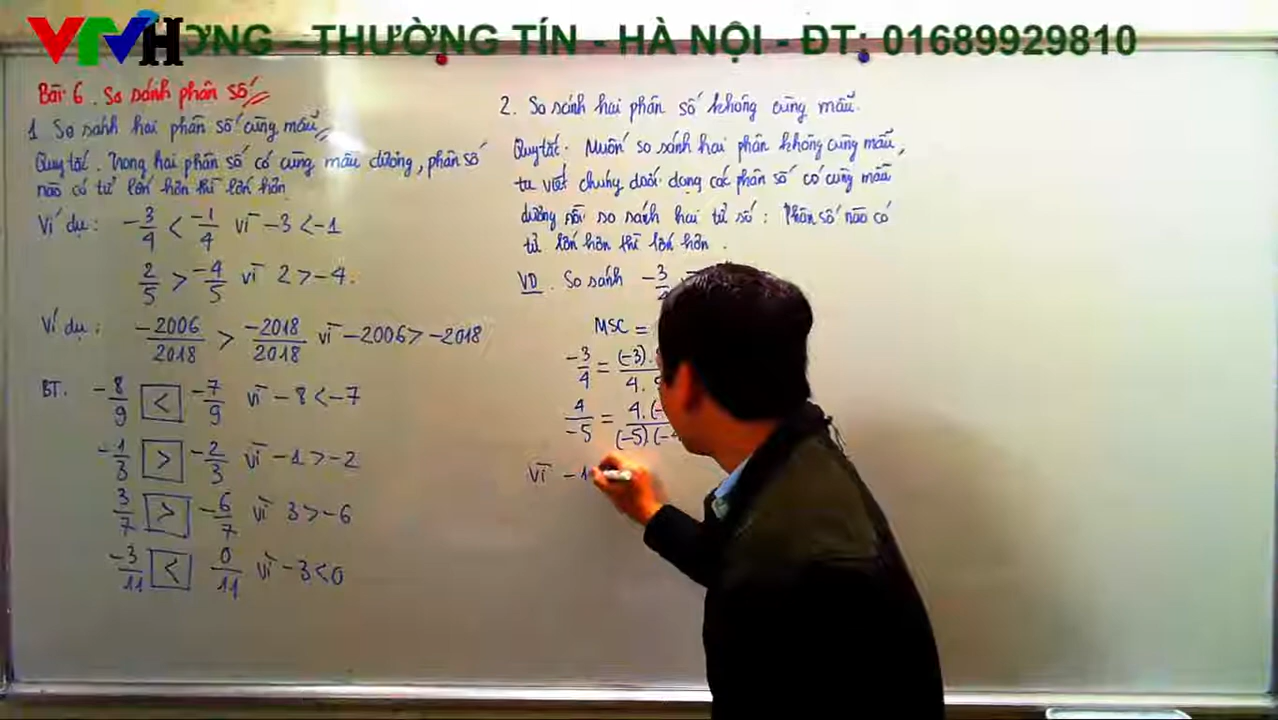 VTVH
ƯƠNG - THƯỜNG TÍN - HÀ NỘI - ĐT: 01689929810
Bài 6. So sánh phân số
1 So sánh hai phân số cùng mẫu
Quy tắc. Trong hai phân số có cùng mẫu dương, phân số
nào có tử lớn hơn thì lớn hơn
Ví dụ: -3/4 < -1/4 vì -3 < -1
2/5 > -4/5 vì 2 > -4.
Ví dụ: -2006/2018 > -2018/2018 vì -2006 > -2018
BT. -8/9 < -7/9 vì -8 < -7
-1/3 > -2/3 vì -1 > -2
3/7 > -6/7 vì 3 > -6
-3/11 < 0/11 vì -3 < 0
2. So sánh hai phân số không cùng mẫu.
Quy tắc. Muốn so sánh hai phân không cùng mẫu,
ta viết chúng dưới dạng các phân số có cùng mẫu
dương rồi so sánh hai tử số: Phân số nào có
tử lớn hơn thì lớn hơn.
VD. So sánh -3/4
MSC =
-3/4 = (-3).
4.
4/-5 = 4.(-
(-5)(-
Vì -1